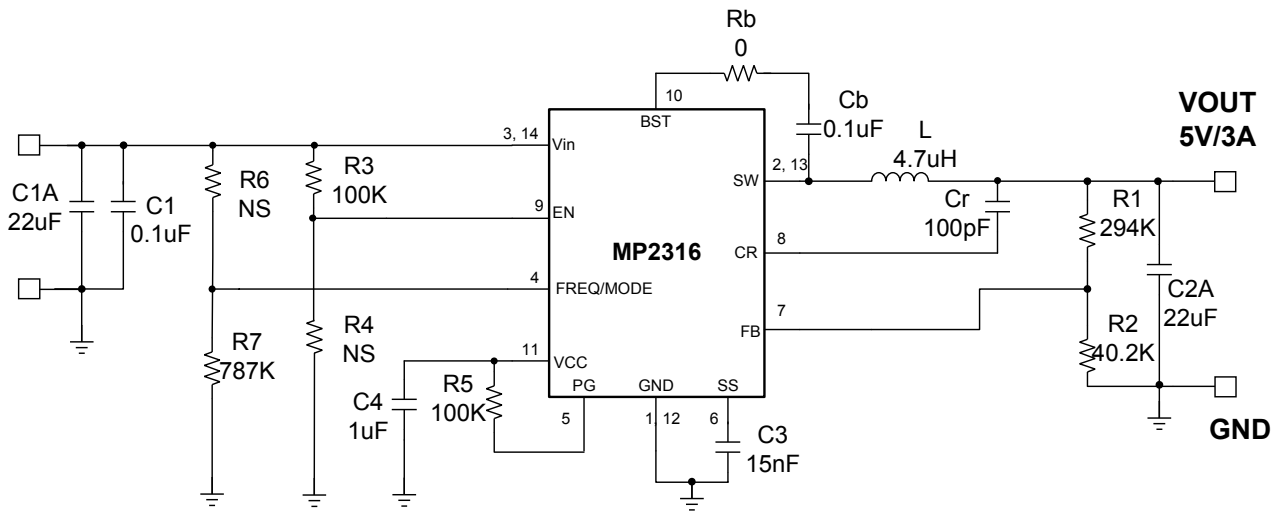 Rb
0
10
BST
Cb
0.1uF
VOUT
5V/3A
3, 14
Vin
L
4.7uH
2, 13
SW
R6
NS
R3
100K
C1A
22uF
C1
0.1uF
9
EN
Cr
100pF
R1
294K
8
CR
MP2316
4
FREQ/MODE
7
FB
C2A
22uF
R7
787K
R4
NS
R2
40.2K
11
VCC
R5
100K
PG
GND
SS
C4
1uF
5
1, 12
6
C3
15nF
GND